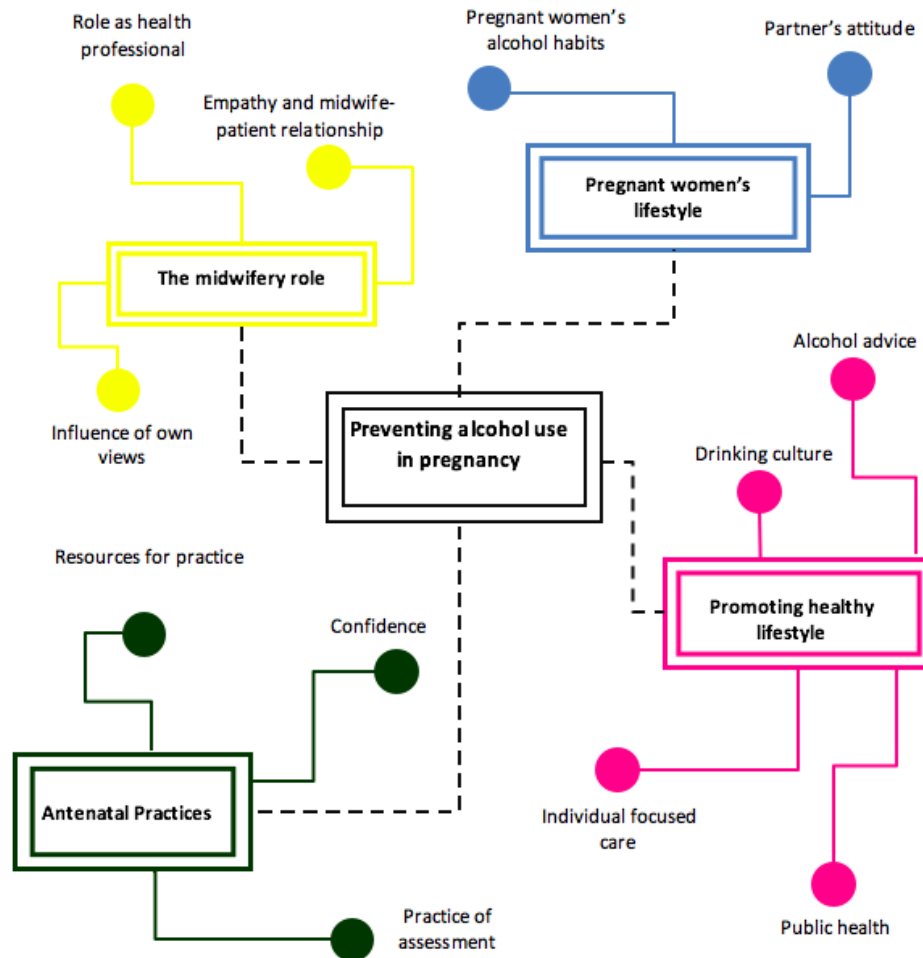 Role as health
professional
Empathy and midwife-
patient relationship
The midwifery role
Influence of own
views
Pregnant women's
alcohol habits
Partner's attitude
Pregnant women's
lifestyle
Preventing alcohol use
in pregnancy
Alcohol advice
Drinking culture
Promoting healthy
lifestyle
Individual focused
care
Public health
Resources for practice
Confidence
Antenatal Practices
Practice of
assessment